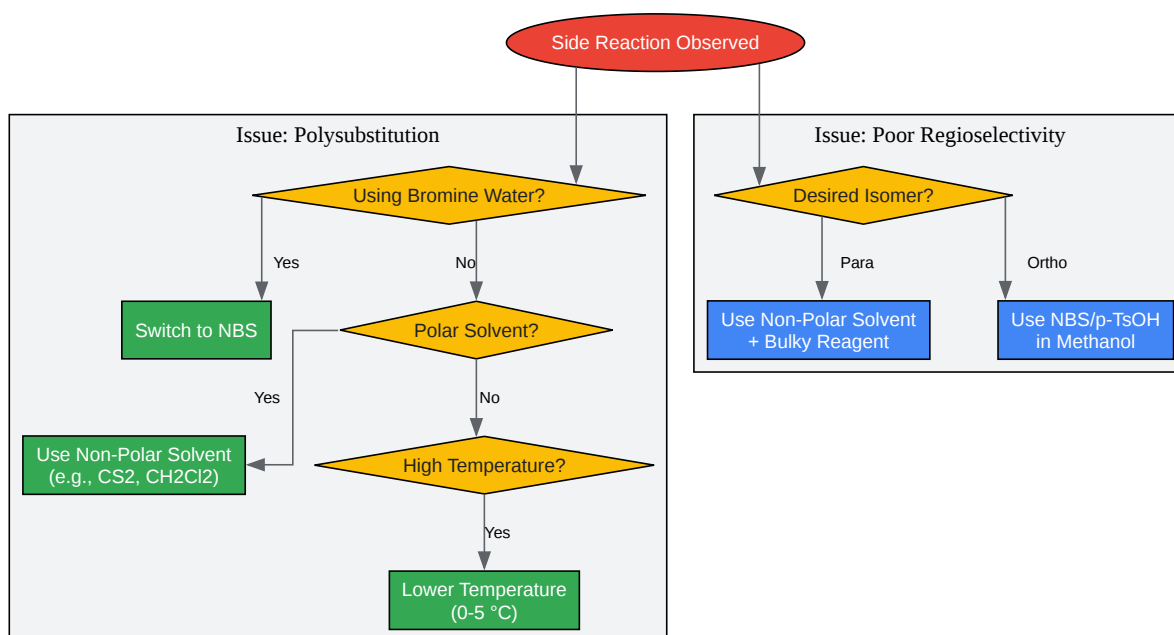 Side Reaction Observed
Issue: Polysubstitution
Using Bromine Water?
Yes
No
Switch to NBS
Polar Solvent?
Yes
No
Use Non-Polar Solvent
(e.g., CS2, CH2Cl2)
High Temperature?
Yes
Lower Temperature
(0-5 °C)
Issue: Poor Regioselectivity
Desired Isomer?
Para
Ortho
Use Non-Polar Solvent
+ Bulky Reagent
Use NBS/p-TsOH
in Methanol